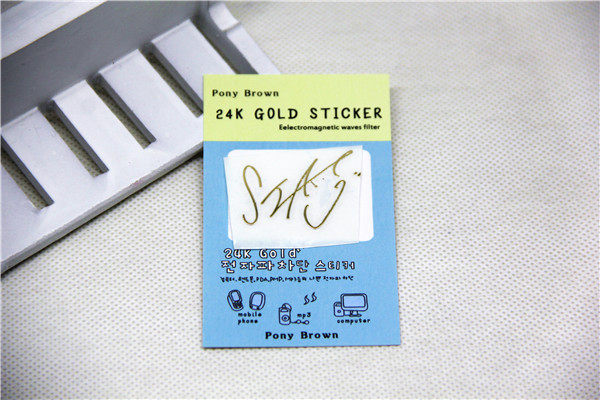 Pony Brown
24K GOLD STICKER
Eelectromagnetic waves filter
24K Gold
전자파 차단 스티커
mobile phone
mp3
computer
Pony Brown